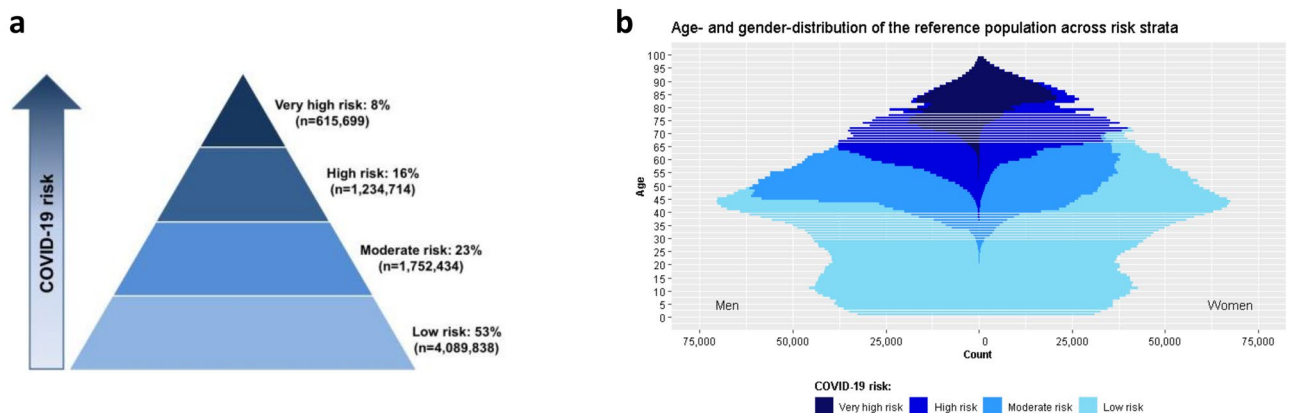 a
COVID-19 risk
Very high risk: 8%
(n=615,699)
High risk: 16%
(n=1,234,714)
Moderate risk: 23%
(n=1,752,434)
Low risk: 53%
(n=4,089,838)
b
Age- and gender-distribution of the reference population across risk strata
Age
100
95
90
85
80
75
70
65
60
55
50
45
40
35
30
25
20
15
10
5
0
Men
Women
75,000 50,000 25,000 0 25,000 50,000 75,000
Count
COVID-19 risk:
Very high risk High risk Moderate risk Low risk